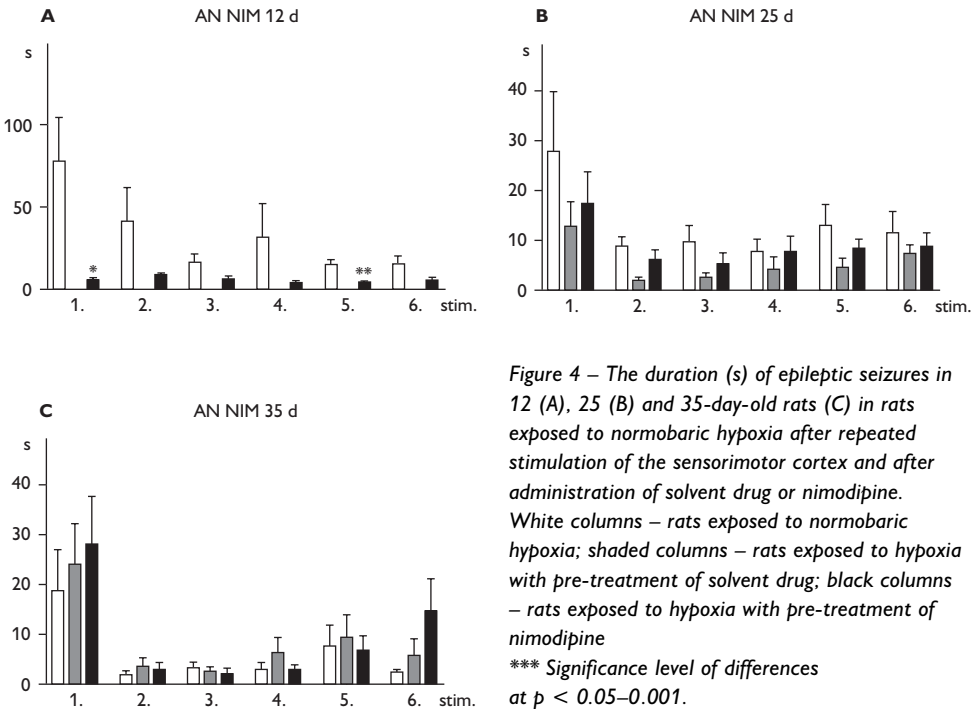 A
AN NIM 12 d
s
100
50
0
*
**
1. 2. 3. 4. 5. 6. stim.
B
AN NIM 25 d
s
40
30
20
10
0
1. 2. 3. 4. 5. 6. stim.
C
AN NIM 35 d
s
40
30
20
10
0
1. 2. 3. 4. 5. 6. stim.
Figure 4 – The duration (s) of epileptic seizures in
12 (A), 25 (B) and 35-day-old rats (C) in rats
exposed to normobaric hypoxia after repeated
stimulation of the sensorimotor cortex and after
administration of solvent drug or nimodipine.
White columns – rats exposed to normobaric
hypoxia; shaded columns – rats exposed to hypoxia
with pre-treatment of solvent drug; black columns
– rats exposed to hypoxia with pre-treatment of
nimodipine
*** Significance level of differences
at p < 0.05–0.001.